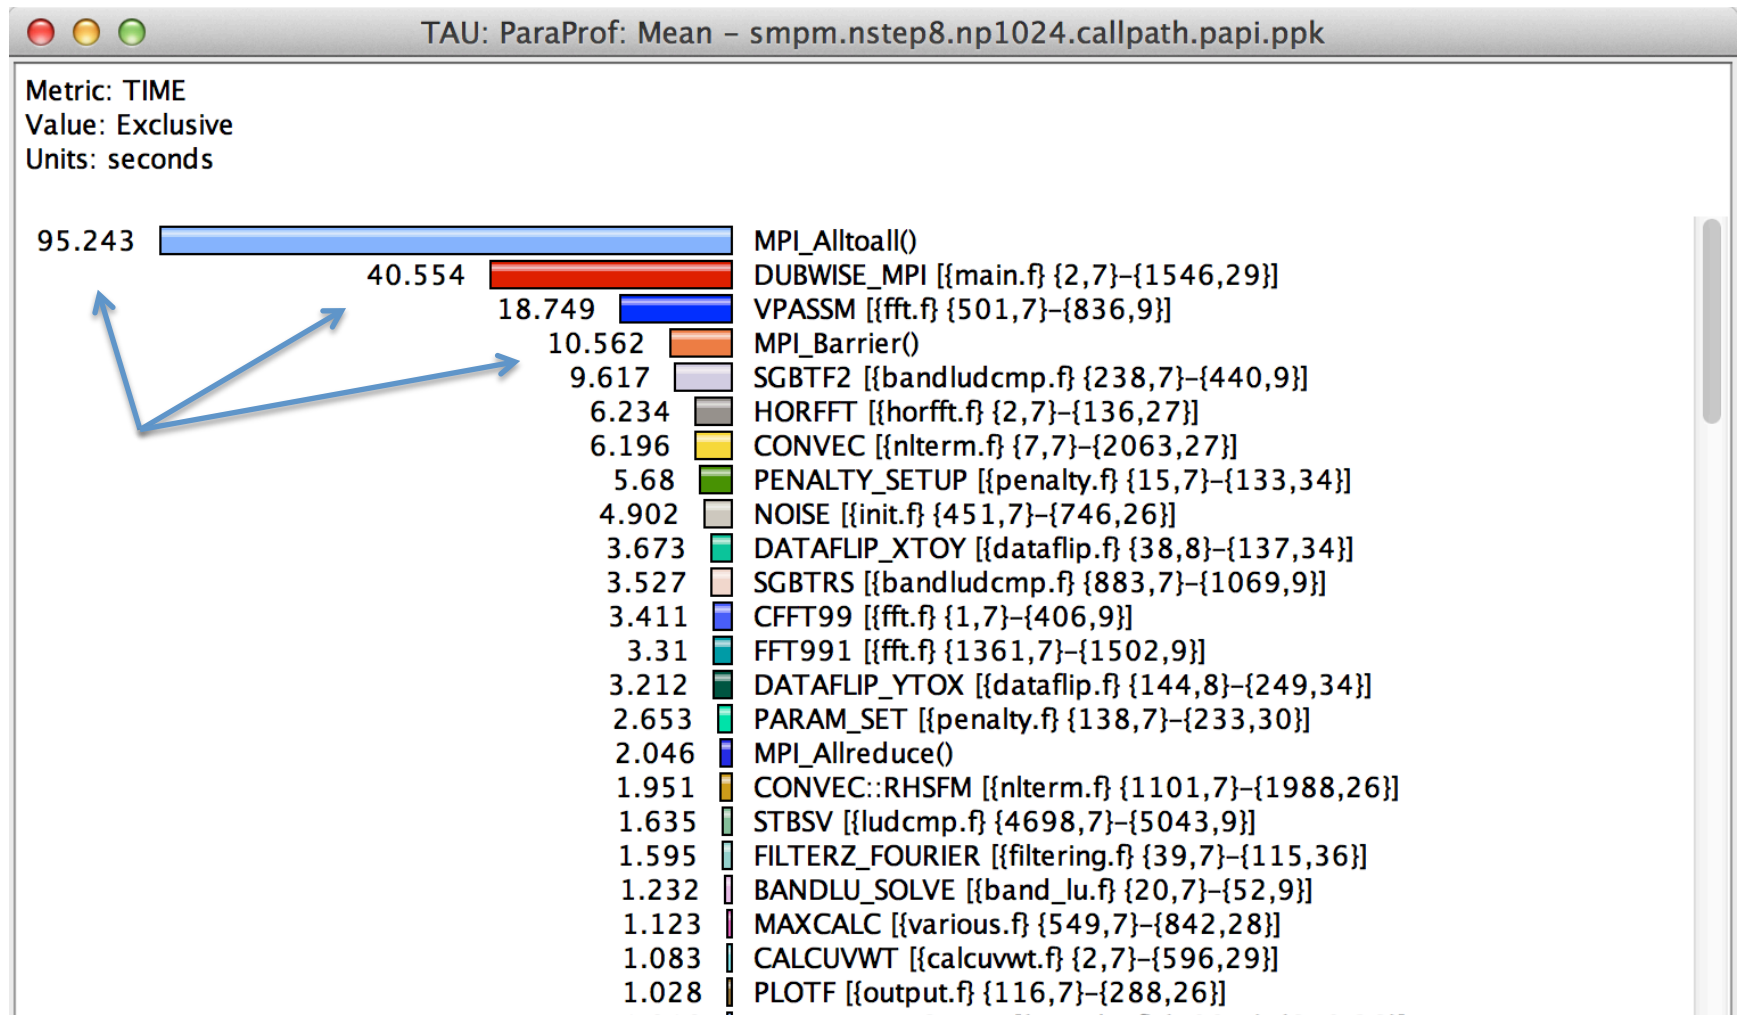 TAU: ParaProf: Mean – smpm.nstep8.np1024.callpath.papi.ppk
Metric: TIME
Value: Exclusive
Units: seconds
95.243 MPI_Alltoall()
40.554 DUBWISE_MPI [{main.f} {2,7}–{1546,29}]
18.749 VPASSM [{fft.f} {501,7}–{836,9}]
10.562 MPI_Barrier()
9.617 SGBTF2 [{bandludcmp.f} {238,7}–{440,9}]
6.234 HORFFT [{horfft.f} {2,7}–{136,27}]
6.196 CONVEC [{nlterm.f} {7,7}–{2063,27}]
5.68 PENALTY_SETUP [{penalty.f} {15,7}–{133,34}]
4.902 NOISE [{init.f} {451,7}–{746,26}]
3.673 DATAFLIP_XTOY [{dataflip.f} {38,8}–{137,34}]
3.527 SGBTRS [{bandludcmp.f} {883,7}–{1069,9}]
3.411 CFFT99 [{fft.f} {1,7}–{406,9}]
3.31 FFT991 [{fft.f} {1361,7}–{1502,9}]
3.212 DATAFLIP_YTOX [{dataflip.f} {144,8}–{249,34}]
2.653 PARAM_SET [{penalty.f} {138,7}–{233,30}]
2.046 MPI_Allreduce()
1.951 CONVEC::RHSFM [{nlterm.f} {1101,7}–{1988,26}]
1.635 STBSV [{ludcmp.f} {4698,7}–{5043,9}]
1.595 FILTERZ_FOURIER [{filtering.f} {39,7}–{115,36}]
1.232 BANDLU_SOLVE [{band_lu.f} {20,7}–{52,9}]
1.123 MAXCALC [{various.f} {549,7}–{842,28}]
1.083 CALCUVWT [{calcuvwt.f} {2,7}–{596,29}]
1.028 PLOTF [{output.f} {116,7}–{288,26}]